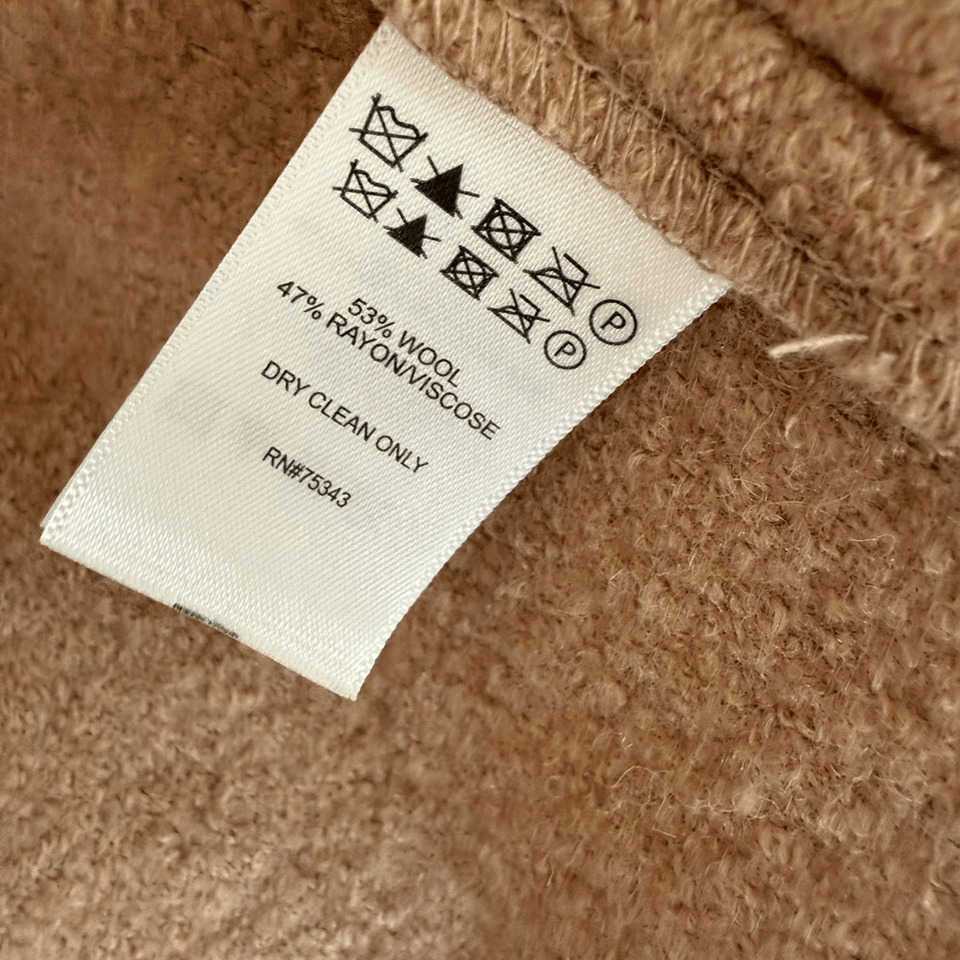 P
P
53% WOOL
47% RAYON/VISCOSE
DRY CLEAN ONLY
RN#75343